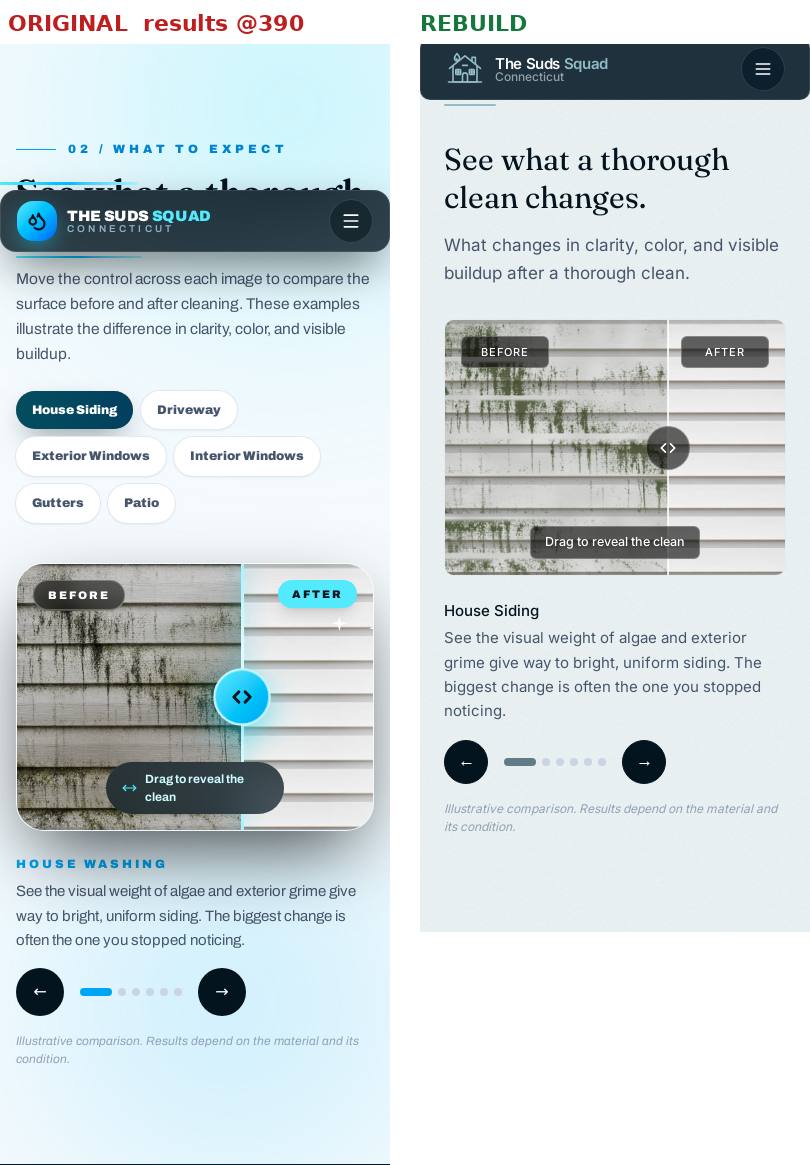 ORIGINAL results @390
02 / WHAT TO EXPECT
See what a thorough
THE SUDS SQUAD
CONNECTICUT
Move the control across each image to compare the
surface before and after cleaning. These examples
illustrate the difference in clarity, color, and visible
buildup.
House Siding
Driveway
Exterior Windows
Interior Windows
Gutters
Patio
BEFORE
AFTER
Drag to reveal the
clean
HOUSE WASHING
See the visual weight of algae and exterior grime give
way to bright, uniform siding. The biggest change is
often the one you stopped noticing.
Illustrative comparison. Results depend on the material and its
condition.
REBUILD
The Suds Squad
Connecticut
See what a thorough
clean changes.
What changes in clarity, color, and visible
buildup after a thorough clean.
BEFORE
AFTER
Drag to reveal the clean
House Siding
See the visual weight of algae and exterior
grime give way to bright, uniform siding. The
biggest change is often the one you stopped
noticing.
Illustrative comparison. Results depend on the material and
its condition.